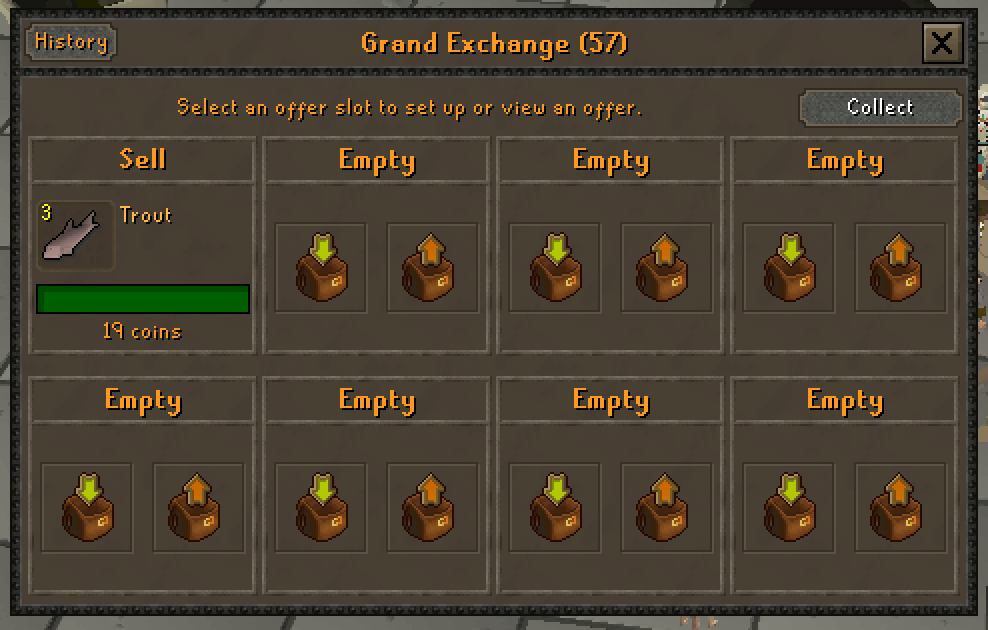 History
Grand Exchange (57)
Select an offer slot to set up or view an offer.
Collect
Sell
Empty
Empty
Empty
3
Trout
19 coins
Empty
Empty
Empty
Empty